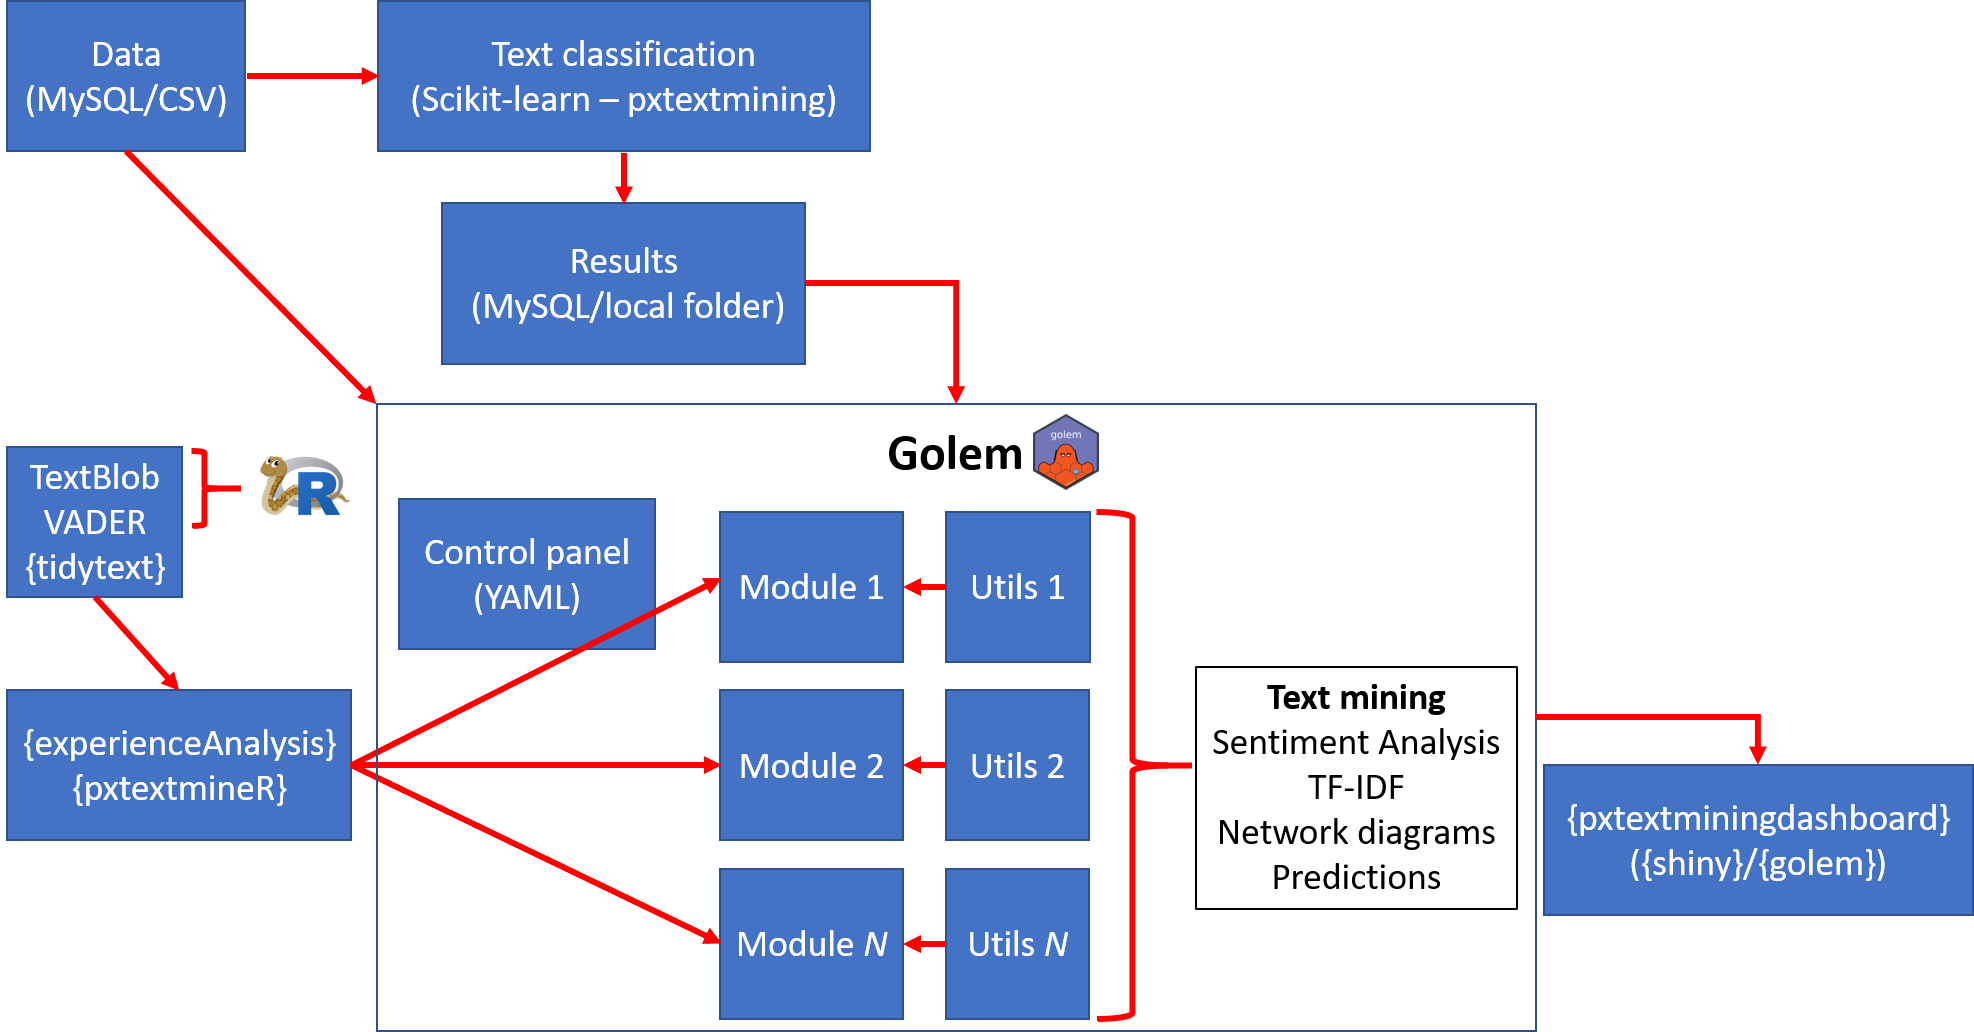 Data
(MySQL/CSV)
Text classification
(Scikit-learn – pxtextmining)
Results
(MySQL/local folder)
Golem
golem
TextBlob
VADER
{tidytext}
R
Control panel
(YAML)
Module 1
Utils 1
{experienceAnalysis}
{pxtextmineR}
Module 2
Utils 2
Module N
Utils N
Text mining
Sentiment Analysis
TF-IDF
Network diagrams
Predictions
{pxtextminingdashboard}
({shiny}/{golem})